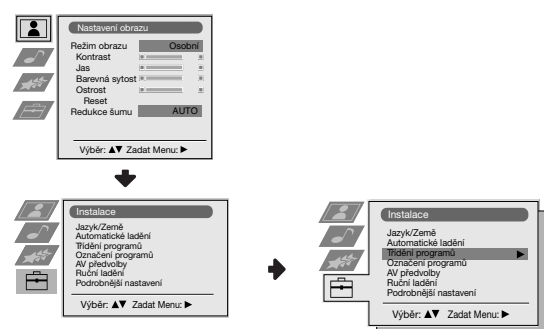 Nastavení obrazu
Režim obrazu Osobní
Kontrast
Jas
Barevná sytost
Ostrost
Reset
Redukce šumu AUTO
Výběr: ▲▼ Zadat Menu: ►
Instalace
Jazyk/Země
Automatické ladění
Třídění programů
Označení programů
AV předvolby
Ruční ladění
Podrobnější nastavení
Výběr: ▲▼ Zadat Menu: ►
Instalace
Jazyk/Země
Automatické ladění
Třídění programů ►
Označení programů
AV předvolby
Ruční ladění
Podrobnější nastavení
Výběr: ▲▼ Zadat Menu: ►